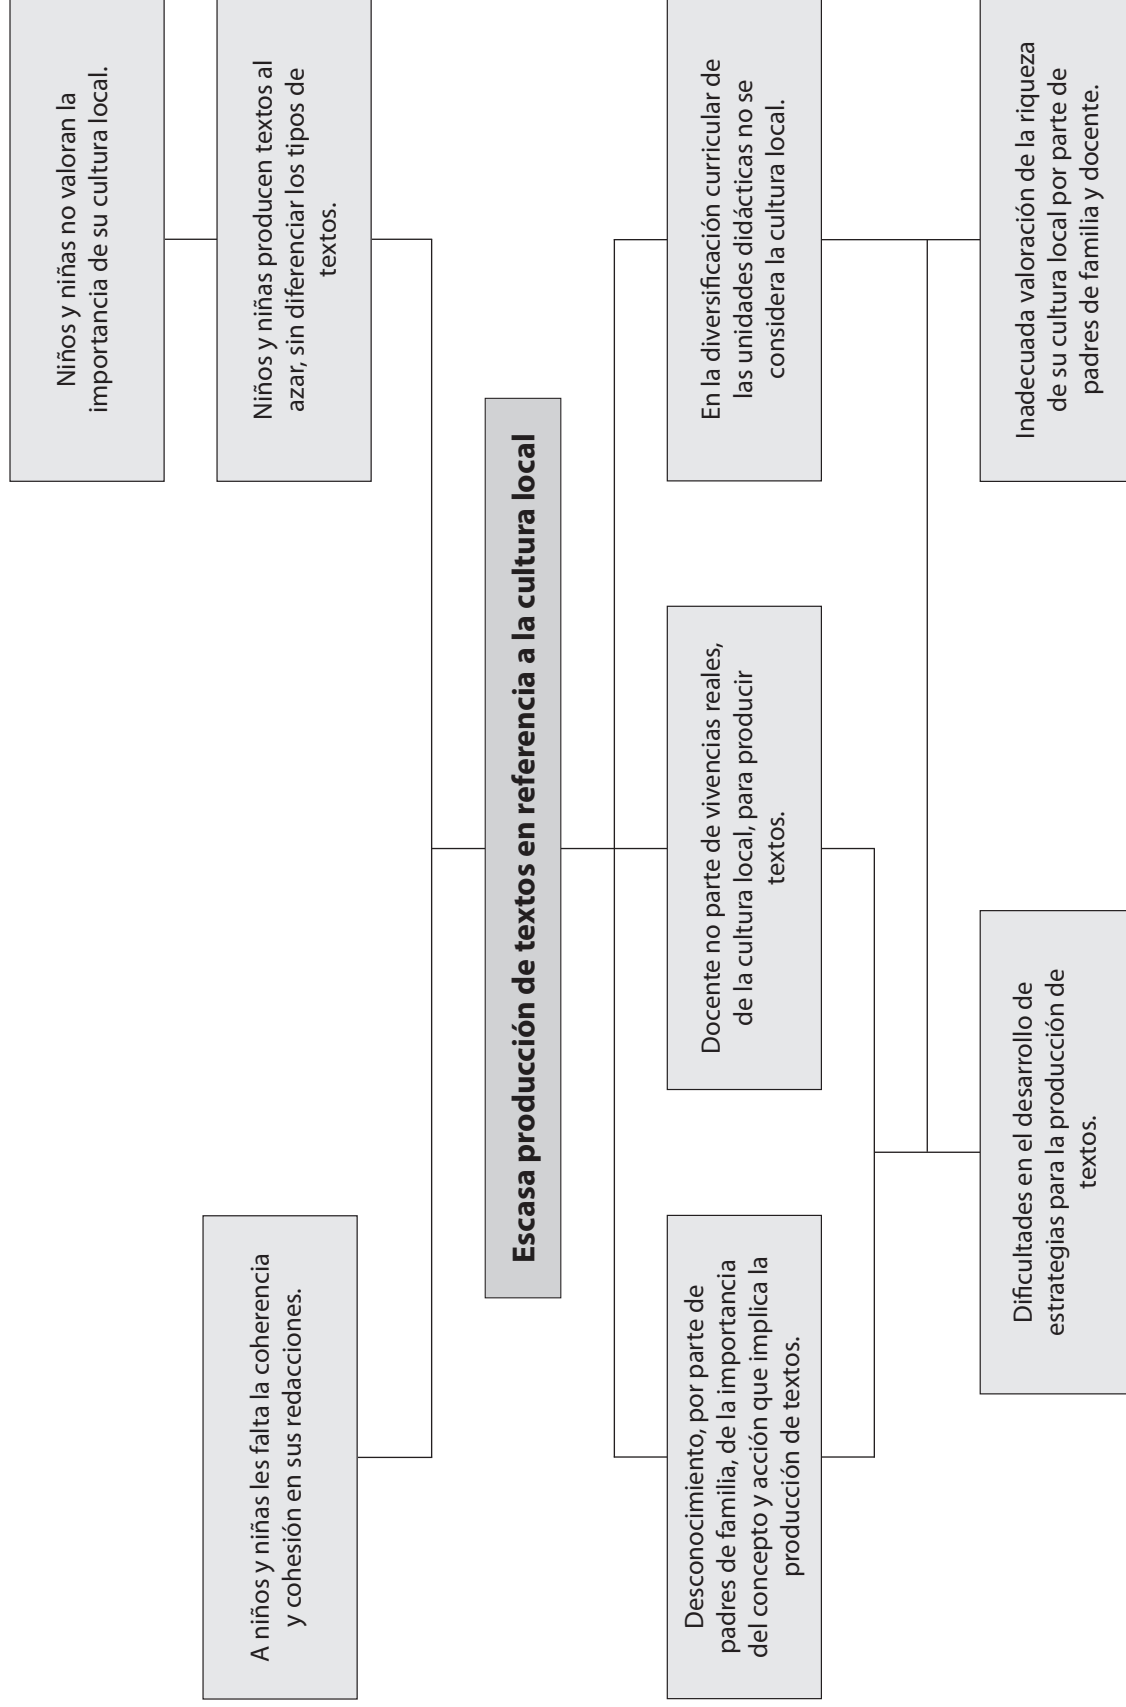 Niños y niñas no valoran la
importancia de su cultura local.
A niños y niñas les falta la coherencia
y cohesión en sus redacciones.
Niños y niñas producen textos al
azar, sin diferenciar los tipos de
textos.
Escasa producción de textos en referencia a la cultura local
Desconocimiento, por parte de
padres de familia, de la importancia
del concepto y acción que implica la
producción de textos.
Docente no parte de vivencias reales,
de la cultura local, para producir
textos.
En la diversificación curricular de
las unidades didácticas no se
considera la cultura local.
Dificultades en el desarrollo de
estrategias para la producción de
textos.
Inadecuada valoración de la riqueza
de su cultura local por parte de
padres de familia y docente.